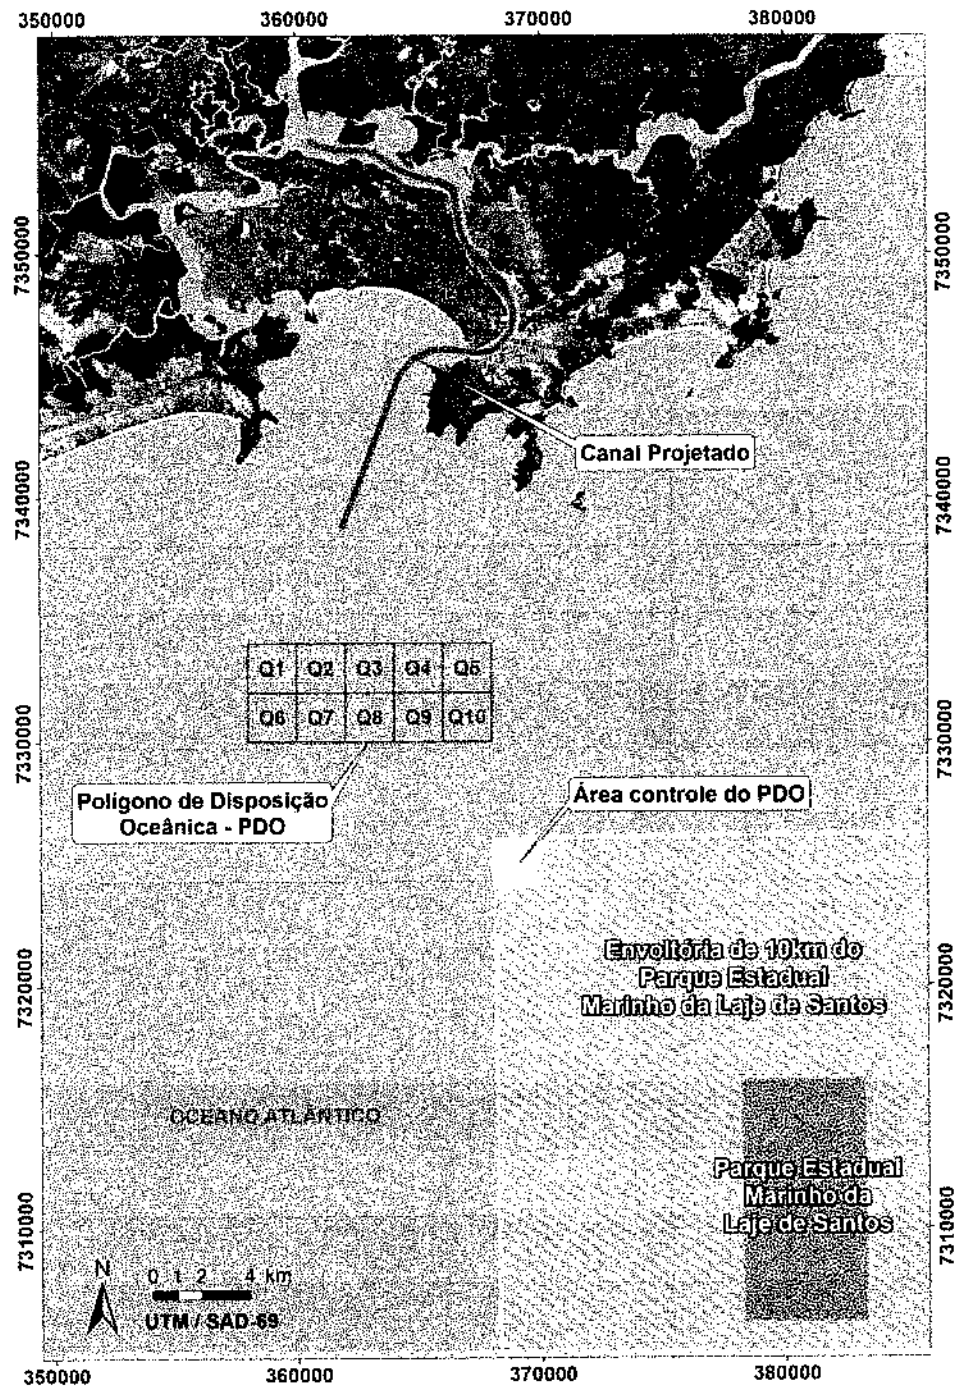 350000 360000 370000 380000
7350000 7350000
Canal Projetado
7340000 7340000
Q1 Q2 Q3 Q4 Q5
Q6 Q7 Q8 Q9 Q10
7330000 7330000
Polígono de Disposição
Oceânica - PDO
Área controle do PDO
Envoltória de 10km do
Parque Estadual
Marinho da Laje de Santos
7320000 7320000
OCEANO ATLÂNTICO
Parque Estadual
Marinho da
Laje de Santos
7310000 7310000
N
0 1 2 4 km
UTM / SAD-69
350000 360000 370000 380000